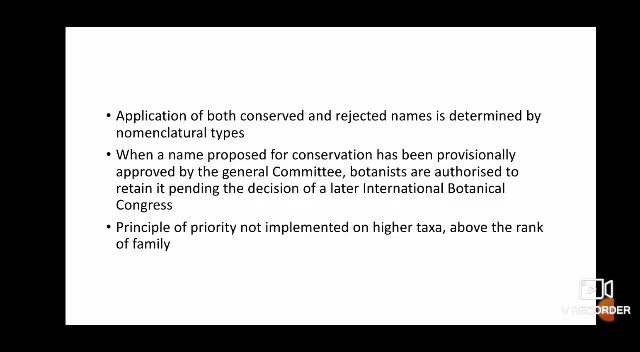 • Application of both conserved and rejected names is determined by
nomenclatural types
• When a name proposed for conservation has been provisionally
approved by the general Committee, botanists are authorised to
retain it pending the decision of a later International Botanical
Congress
• Principle of priority not implemented on higher taxa, above the rank
of family
V RECORDER